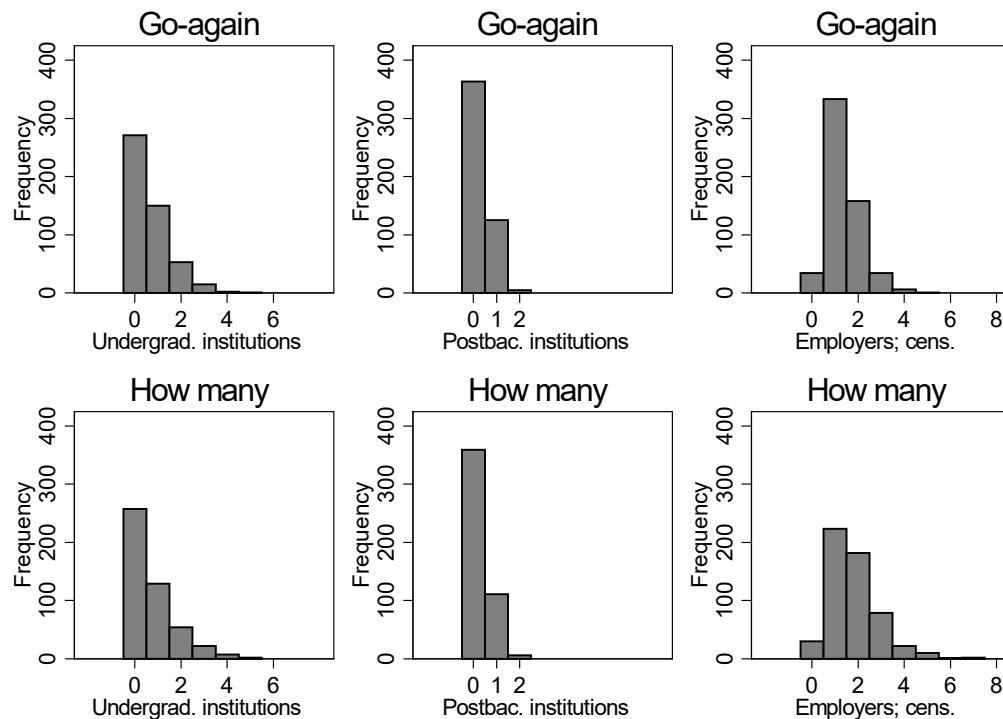 Go-again
Frequency
0 100 200 300 400
0 2 4 6
Undergrad. institutions
Go-again
Frequency
0 100 200 300 400
0 1 2
Postbac. institutions
Go-again
Frequency
0 100 200 300 400
0 2 4 6 8
Employers; cens.
How many
Frequency
0 100 200 300 400
0 2 4 6
Undergrad. institutions
How many
Frequency
0 100 200 300 400
0 1 2
Postbac. institutions
How many
Frequency
0 100 200 300 400
0 2 4 6 8
Employers; cens.